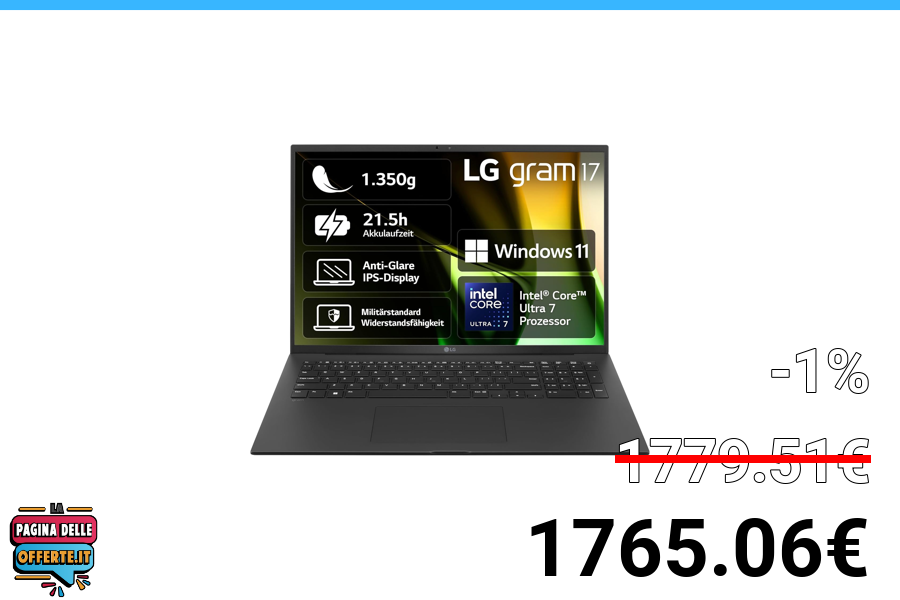 1.350g
21.5h
Akkulaufzeit
Anti-Glare
IPS-Display
Militärstandard
Widerstandsfähigkeit
LG gram 17
Windows 11
intel
CORE
ULTRA 7
Intel® Core™
Ultra 7
Prozessor
LG
-1%
1779.51€
1765.06€
LA
PAGINA DELLE
OFFERTE.IT